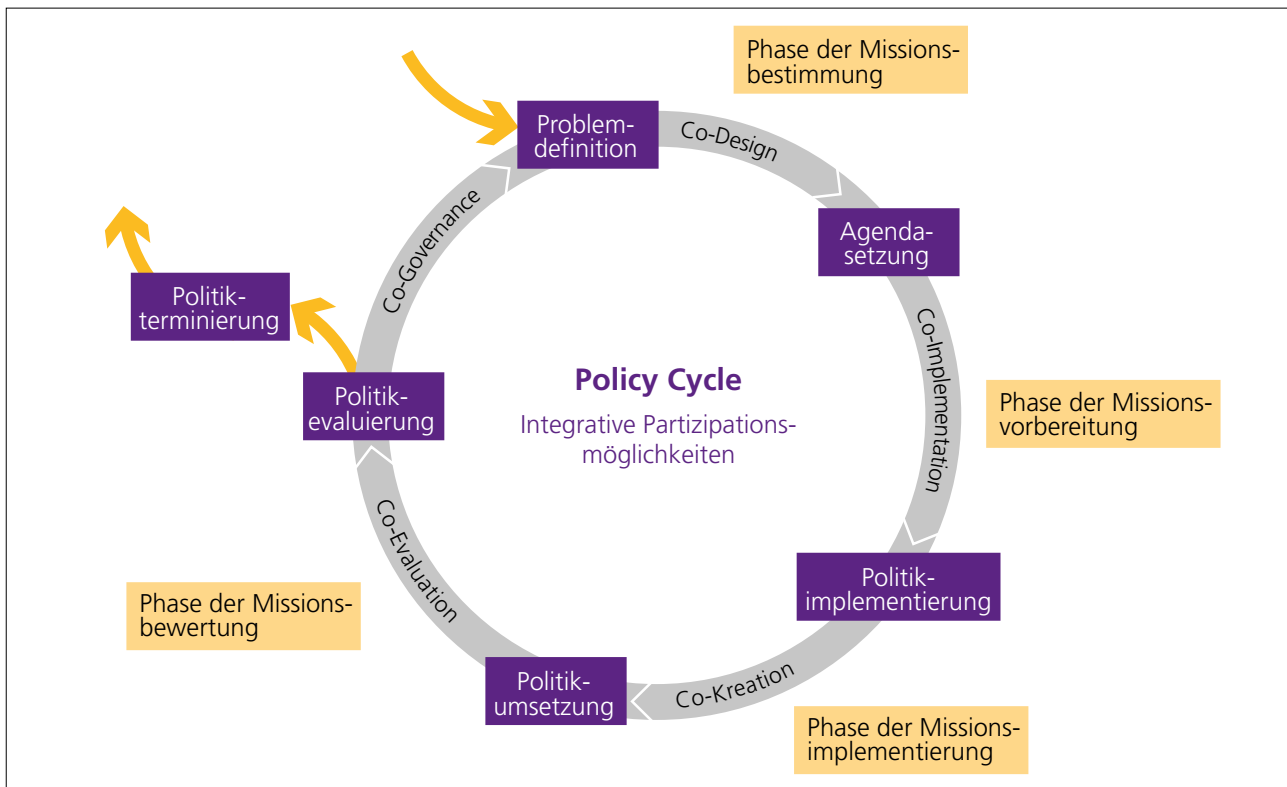 Phase der Missions-
bestimmung
Problem-
definition
Co-Design
Agenda-
setzung
Co-Implementation
Phase der Missions-
vorbereitung
Politik-
implementierung
Co-Kreation
Phase der Missions-
implementierung
Politik-
umsetzung
Co-Evaluation
Phase der Missions-
bewertung
Politik-
evaluierung
Politik-
terminierung
Co-Governance
Policy Cycle
Integrative Partizipations-
möglichkeiten